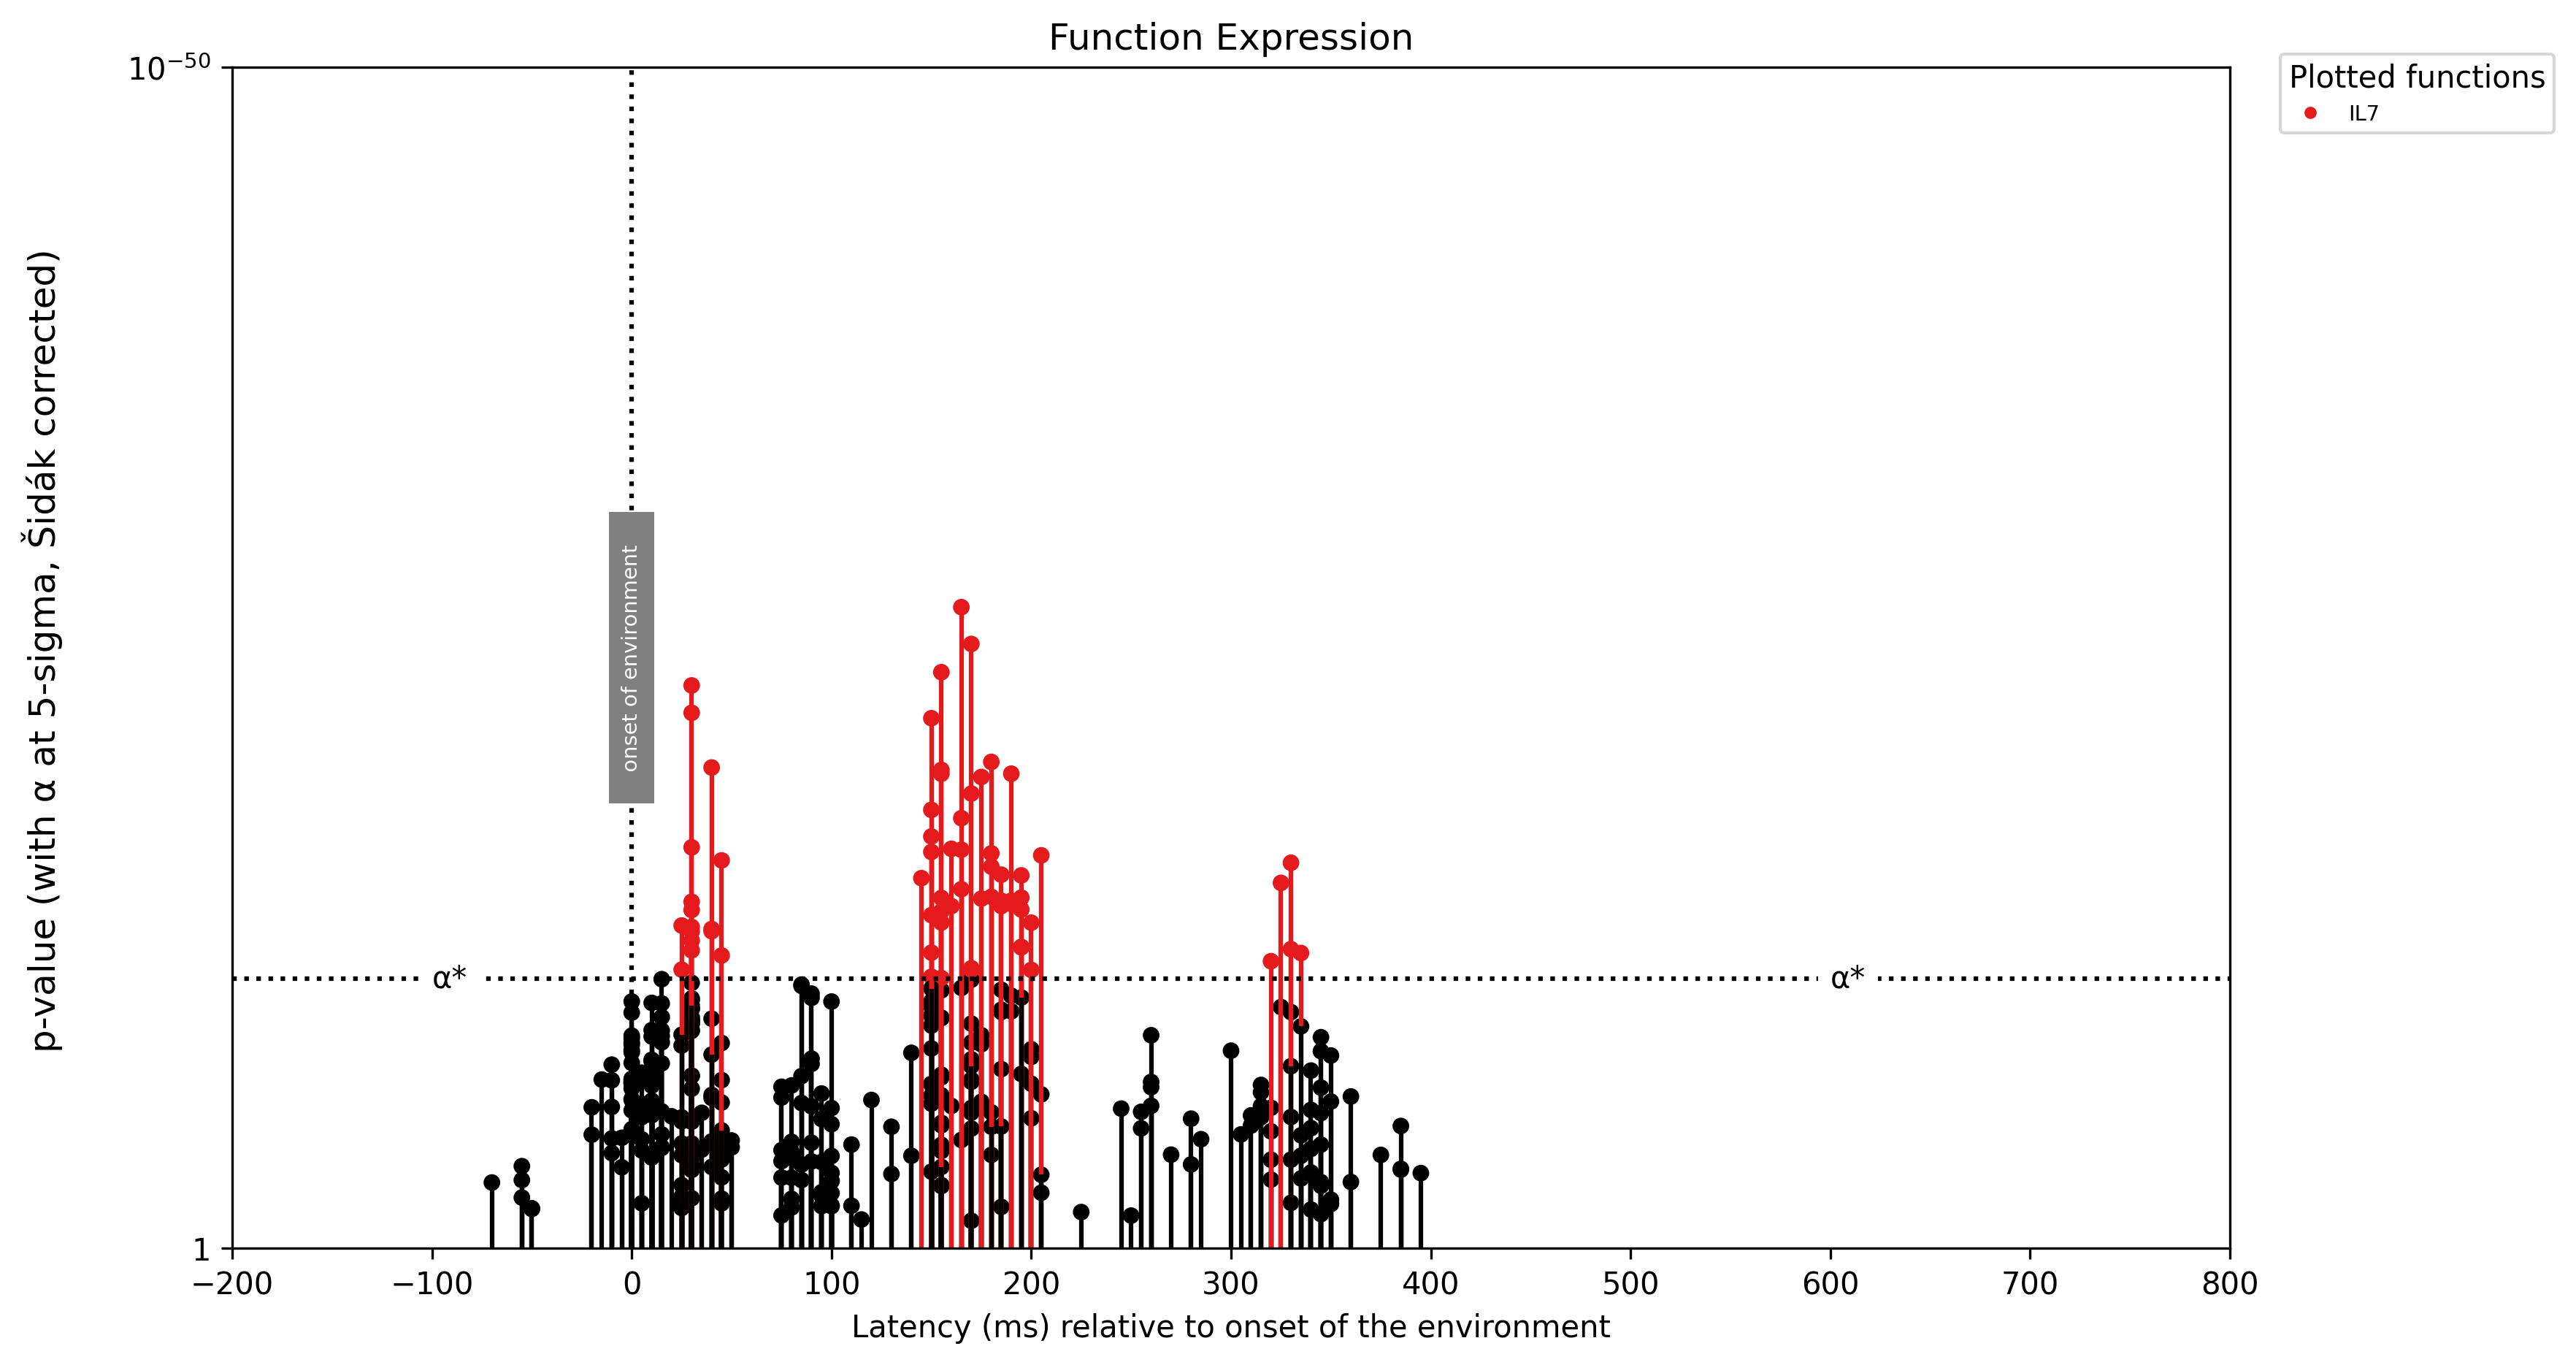 Function Expression
10⁻⁵⁰
Plotted functions
IL7
p-value (with α at 5-sigma, Šidák corrected)
onset of environment
α*
α*
1
−200 −100 0 100 200 300 400 500 600 700 800
Latency (ms) relative to onset of the environment